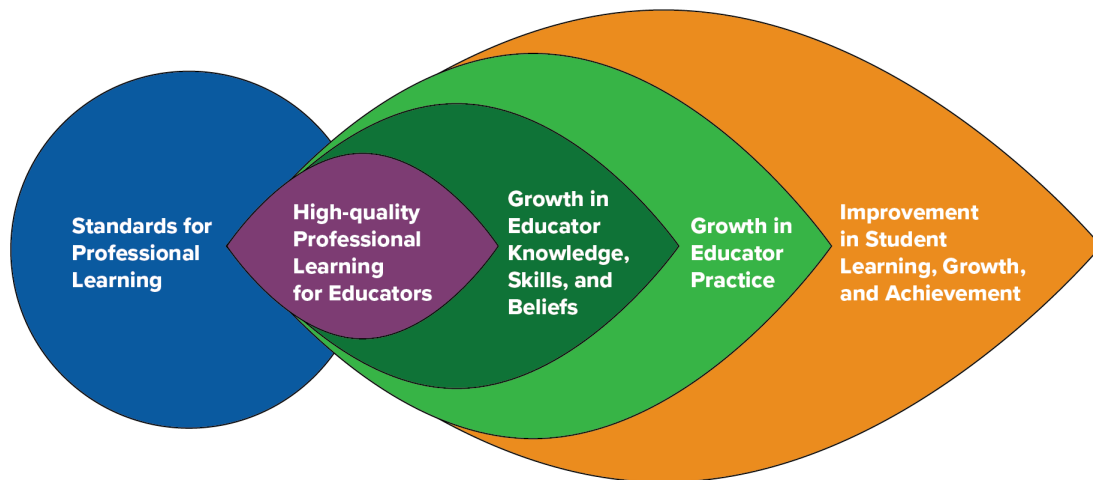 Standards for
Professional
Learning
High-quality
Professional
Learning
for Educators
Growth in
Educator
Knowledge,
Skills, and
Beliefs
Growth in
Educator
Practice
Improvement
in Student
Learning, Growth,
and Achievement